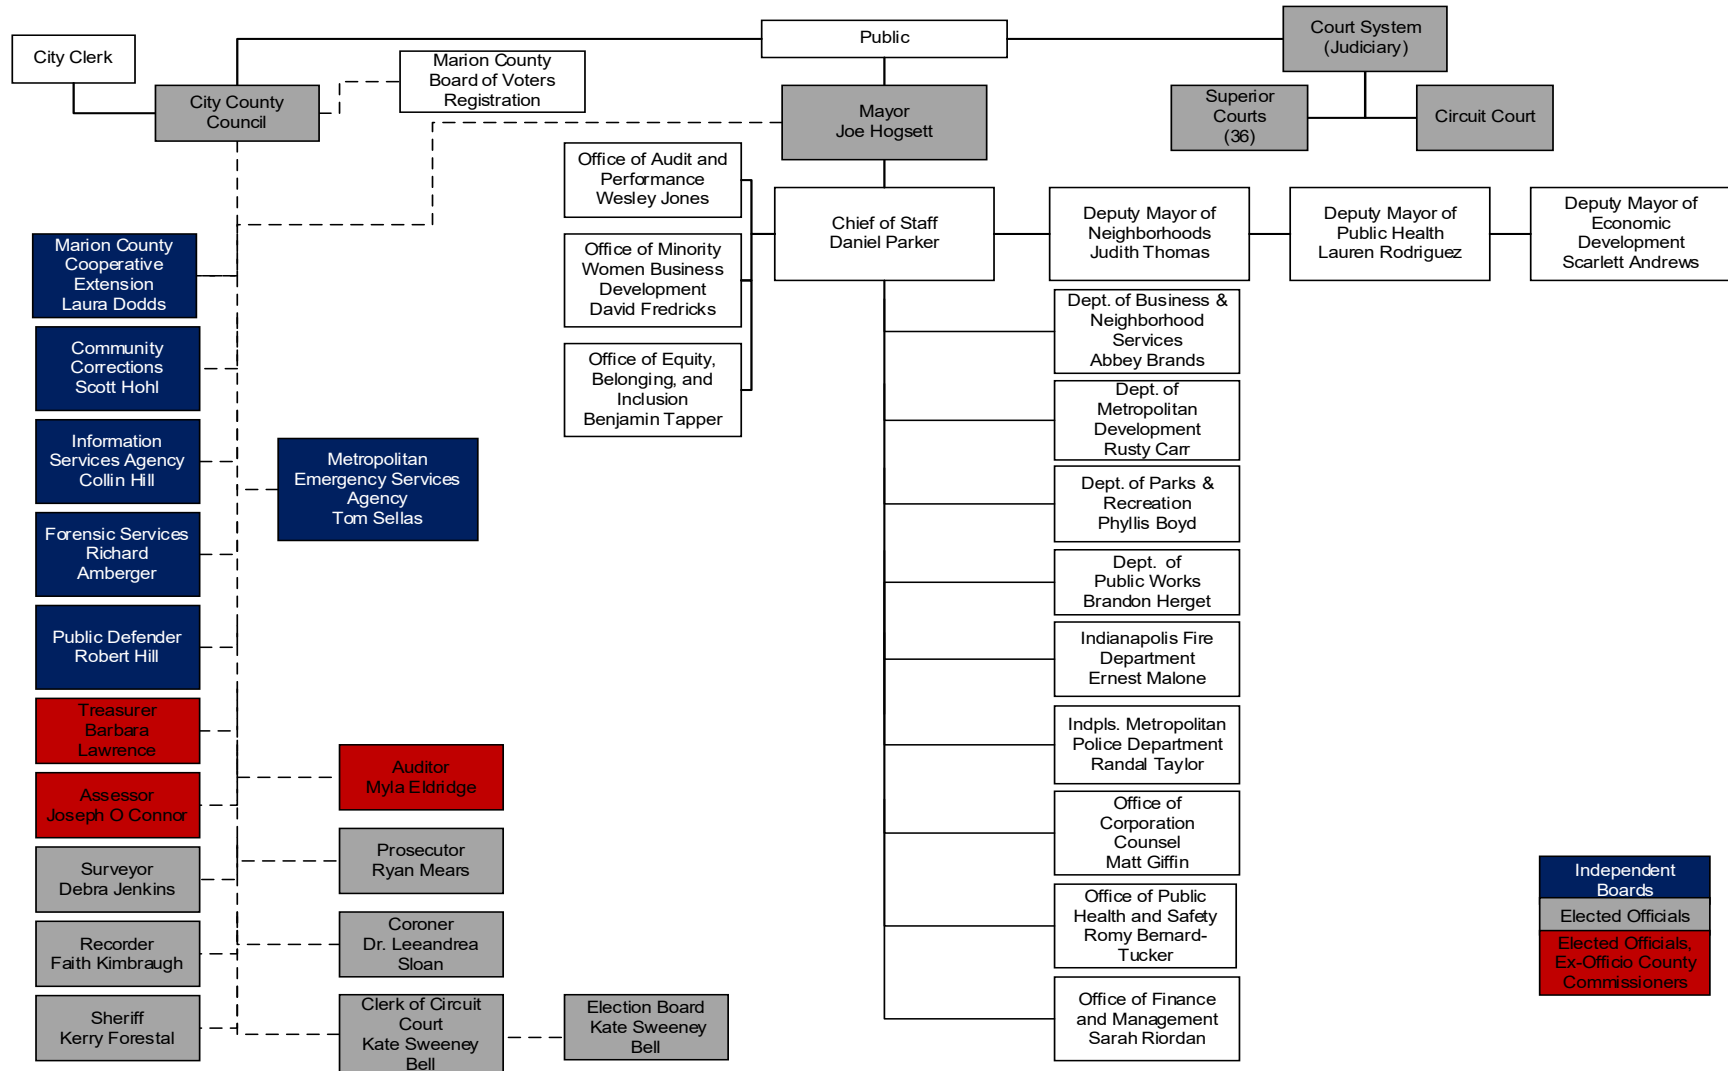 Public
Court System
(Judiciary)
City Clerk
Marion County
Board of Voters
Registration
City County
Council
Mayor
Joe Hogsett
Superior
Courts
(36)
Circuit Court
Office of Audit and
Performance
Wesley Jones
Office of Minority
Women Business
Development
David Fredricks
Office of Equity,
Belonging, and
Inclusion
Benjamin Tapper
Chief of Staff
Daniel Parker
Deputy Mayor of
Neighborhoods
Judith Thomas
Deputy Mayor of
Public Health
Lauren Rodriguez
Deputy Mayor of
Economic
Development
Scarlett Andrews
Marion County
Cooperative
Extension
Laura Dodds
Community
Corrections
Scott Hohl
Information
Services Agency
Collin Hill
Forensic Services
Richard
Amberger
Public Defender
Robert Hill
Treasurer
Barbara
Lawrence
Assessor
Joseph O Connor
Surveyor
Debra Jenkins
Recorder
Faith Kimbraugh
Sheriff
Kerry Forestal
Metropolitan
Emergency Services
Agency
Tom Sellas
Auditor
Myla Eldridge
Prosecutor
Ryan Mears
Coroner
Dr. Leeandrea
Sloan
Clerk of Circuit
Court
Kate Sweeney
Bell
Election Board
Kate Sweeney
Bell
Dept. of Business &
Neighborhood
Services
Abbey Brands
Dept. of
Metropolitan
Development
Rusty Carr
Dept. of Parks &
Recreation
Phyllis Boyd
Dept. of
Public Works
Brandon Herget
Indianapolis Fire
Department
Ernest Malone
Indpls. Metropolitan
Police Department
Randal Taylor
Office of
Corporation
Counsel
Matt Giffin
Office of Public
Health and Safety
Romy Bernard-
Tucker
Office of Finance
and Management
Sarah Riordan
Independent
Boards
Elected Officials
Elected Officials,
Ex-Officio County
Commissioners